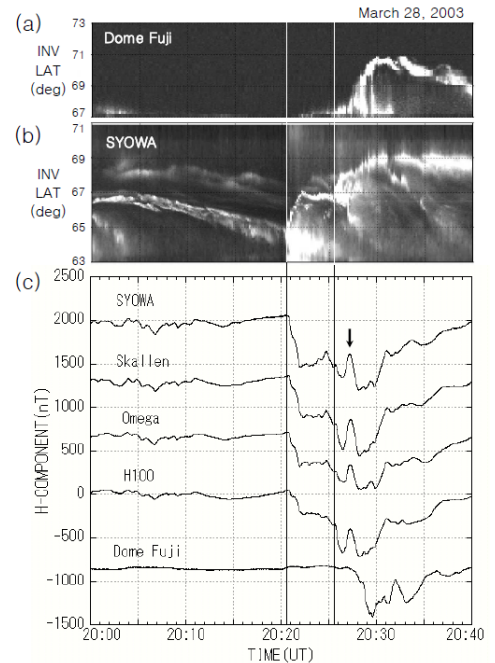 March 28, 2003
(a)
73
Dome Fuji
INV
LAT
(deg)
71
69
67
(b)
71
SYOWA
INV
LAT
(deg)
69
67
65
63
(c)
2500
2000
1500
1000
500
0
-500
-1000
-1500
H-COMPONENT(nT)
SYOWA
Skallen
Omega
H100
Dome Fuji
20:00 20:10 20:20 20:30 20:40
TIME(UT)